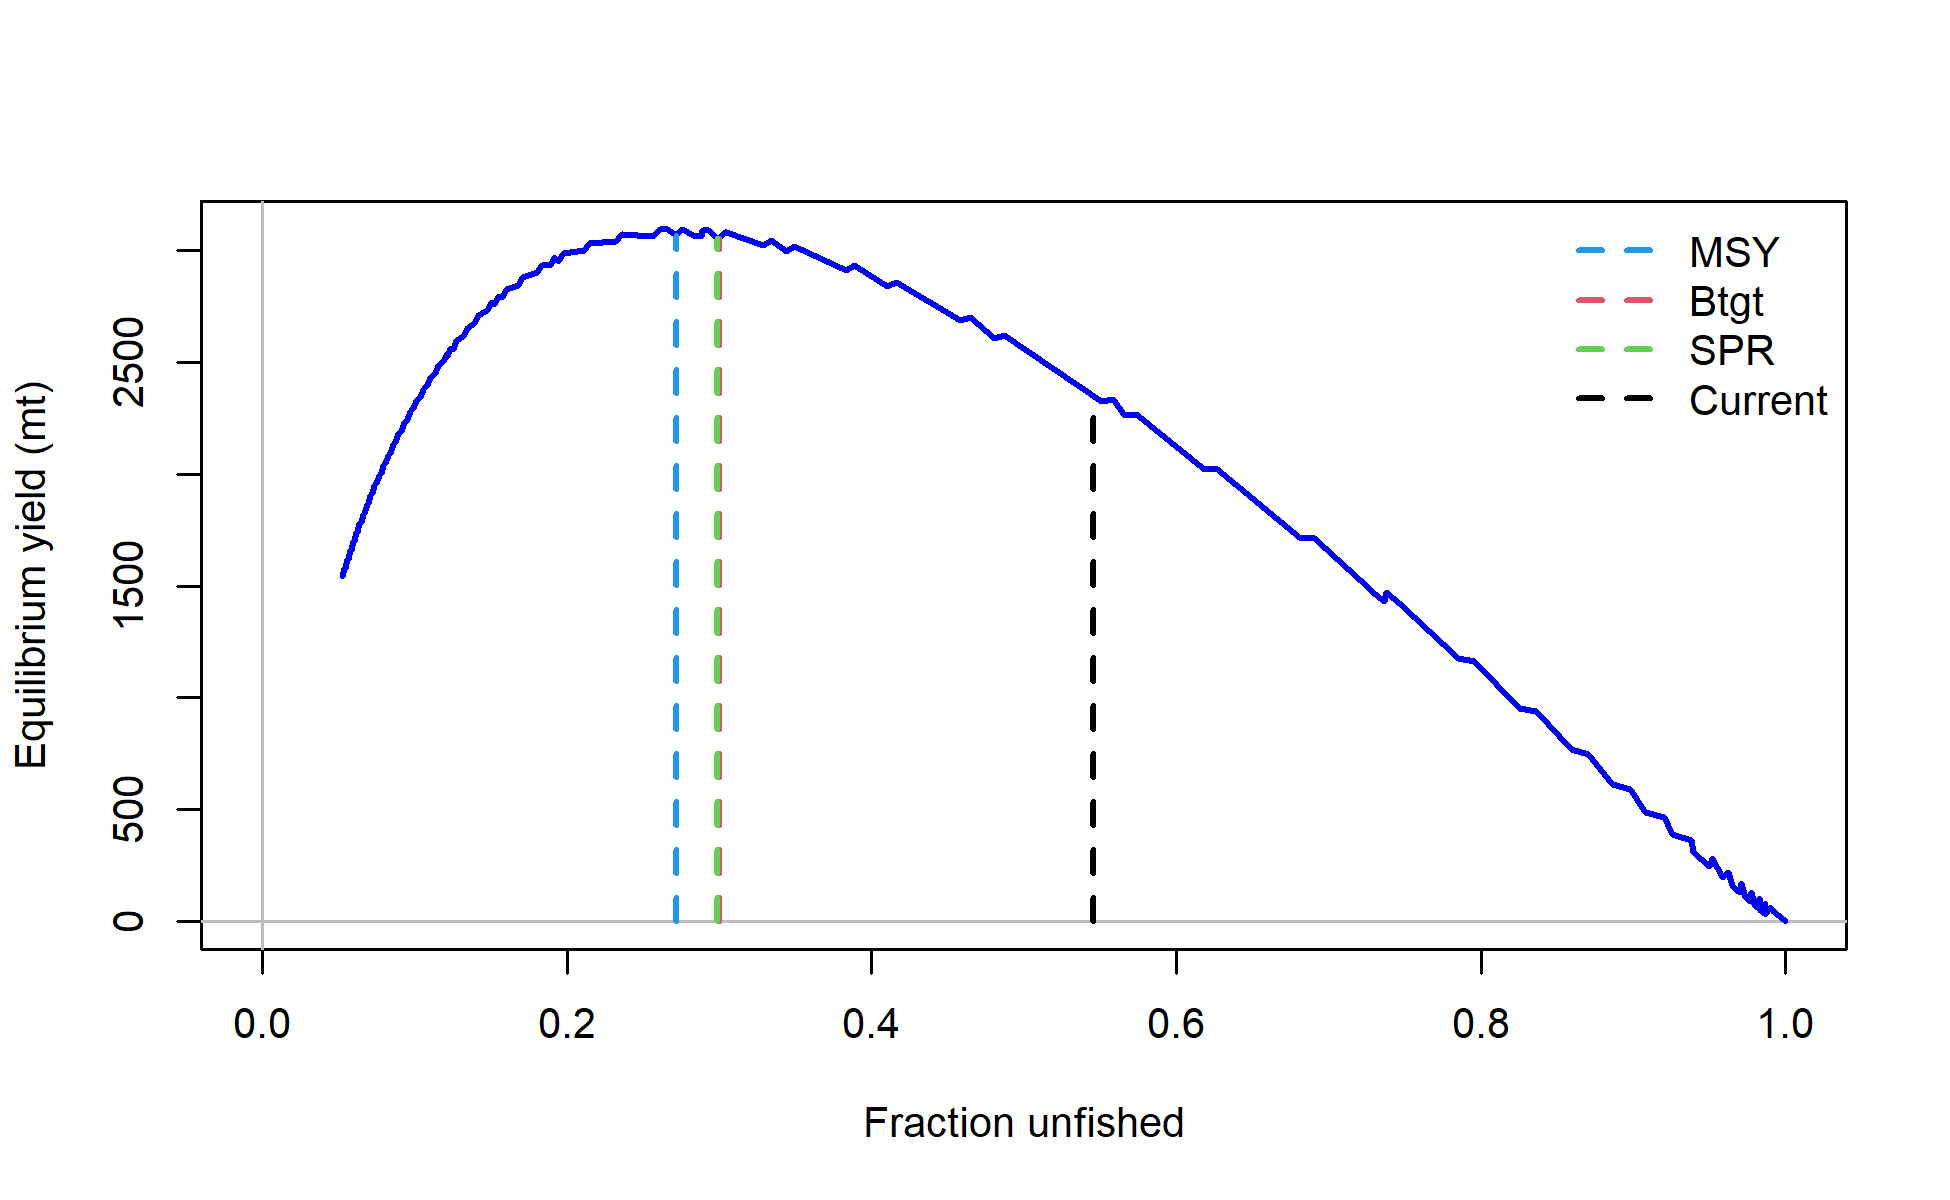 MSY
Btgt
SPR
Current
Equilibrium yield (mt)
2500
1500
500
0
0.0 0.2 0.4 0.6 0.8 1.0
Fraction unfished